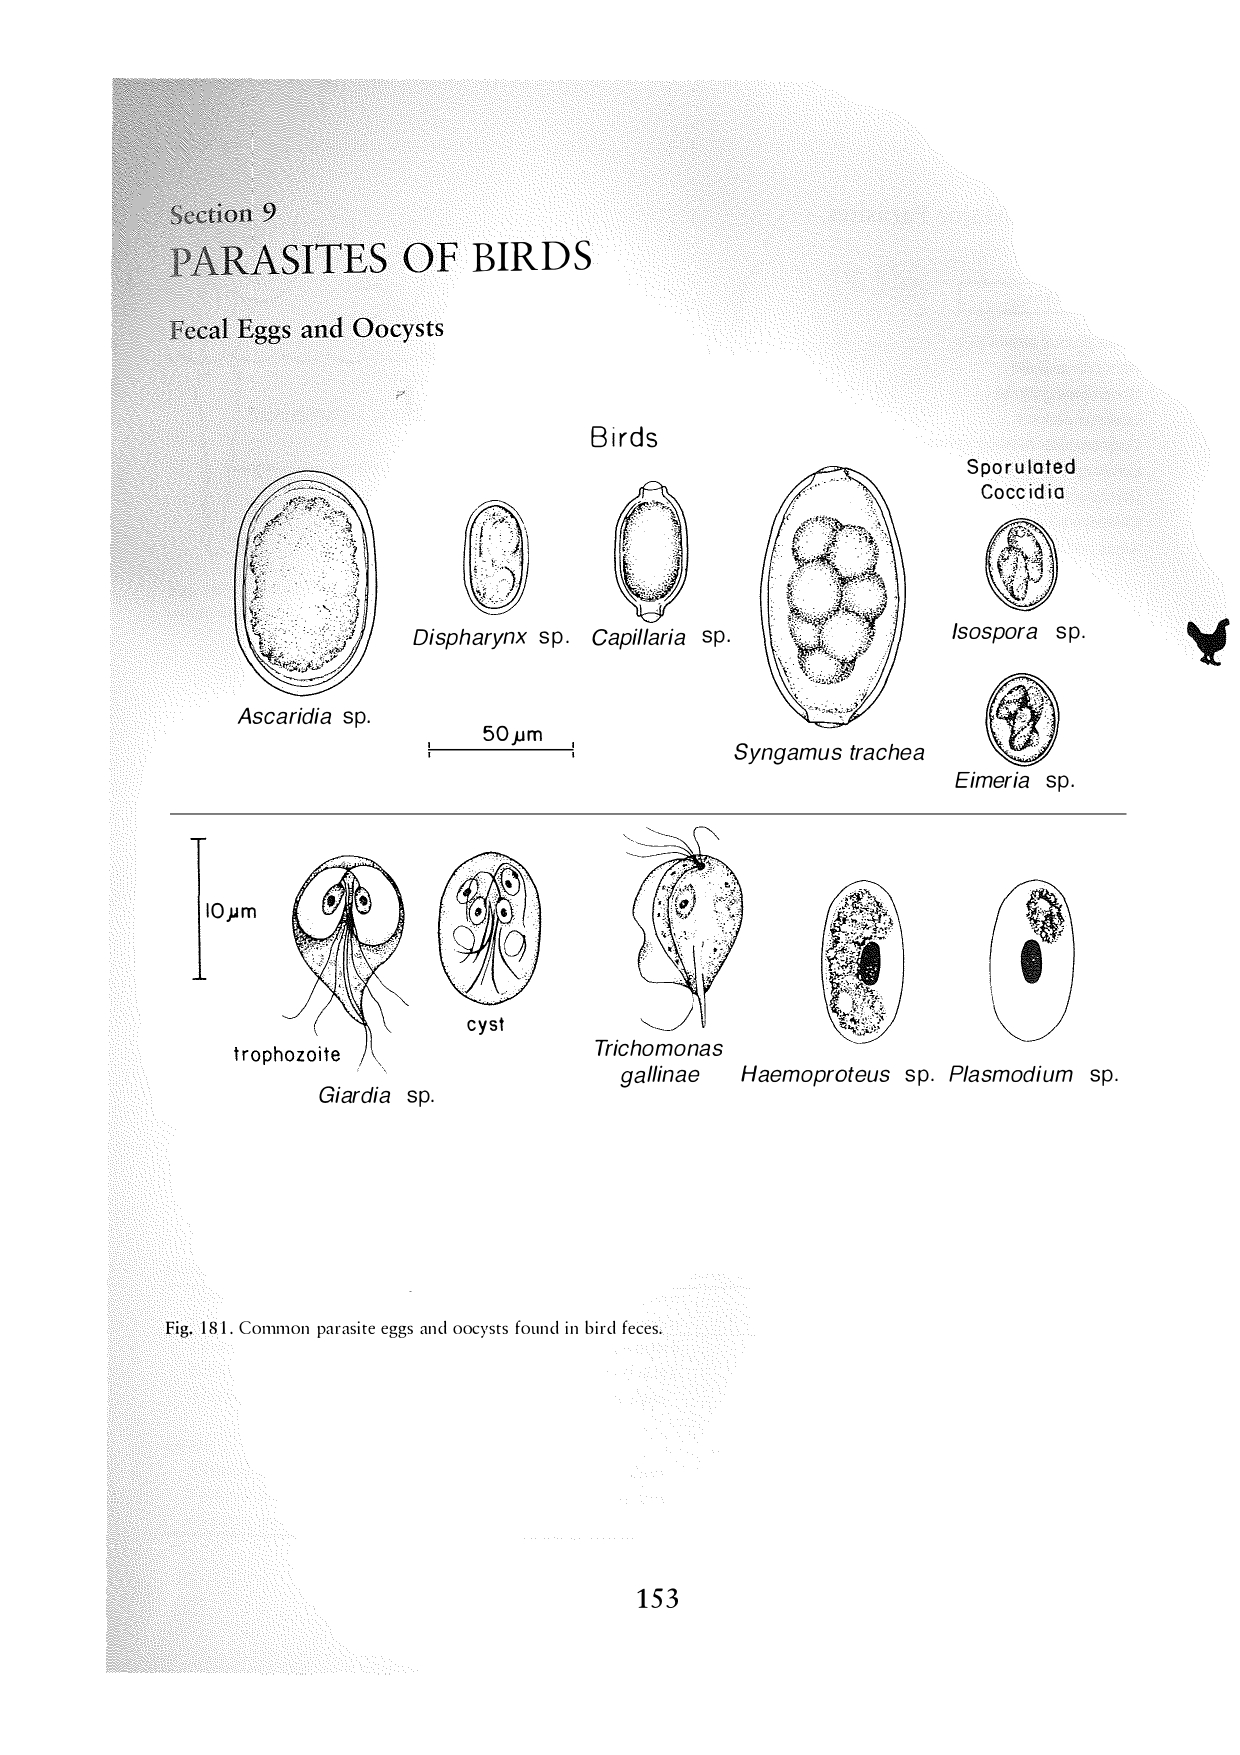 Section 9
PARASITES OF BIRDS
Fecal Eggs and Oocysts
Birds
Sporulated
Coccidia
Dispharynx sp.
Capillaria sp.
Isospora sp.
Ascaridia sp.
50 µm
Syngamus trachea
Eimeria sp.
10 µm
cyst
trophozoite
Giardia sp.
Trichomonas
gallinae
Haemoproteus sp.
Plasmodium sp.
Fig. 181. Common parasite eggs and oocysts found in bird feces.
153